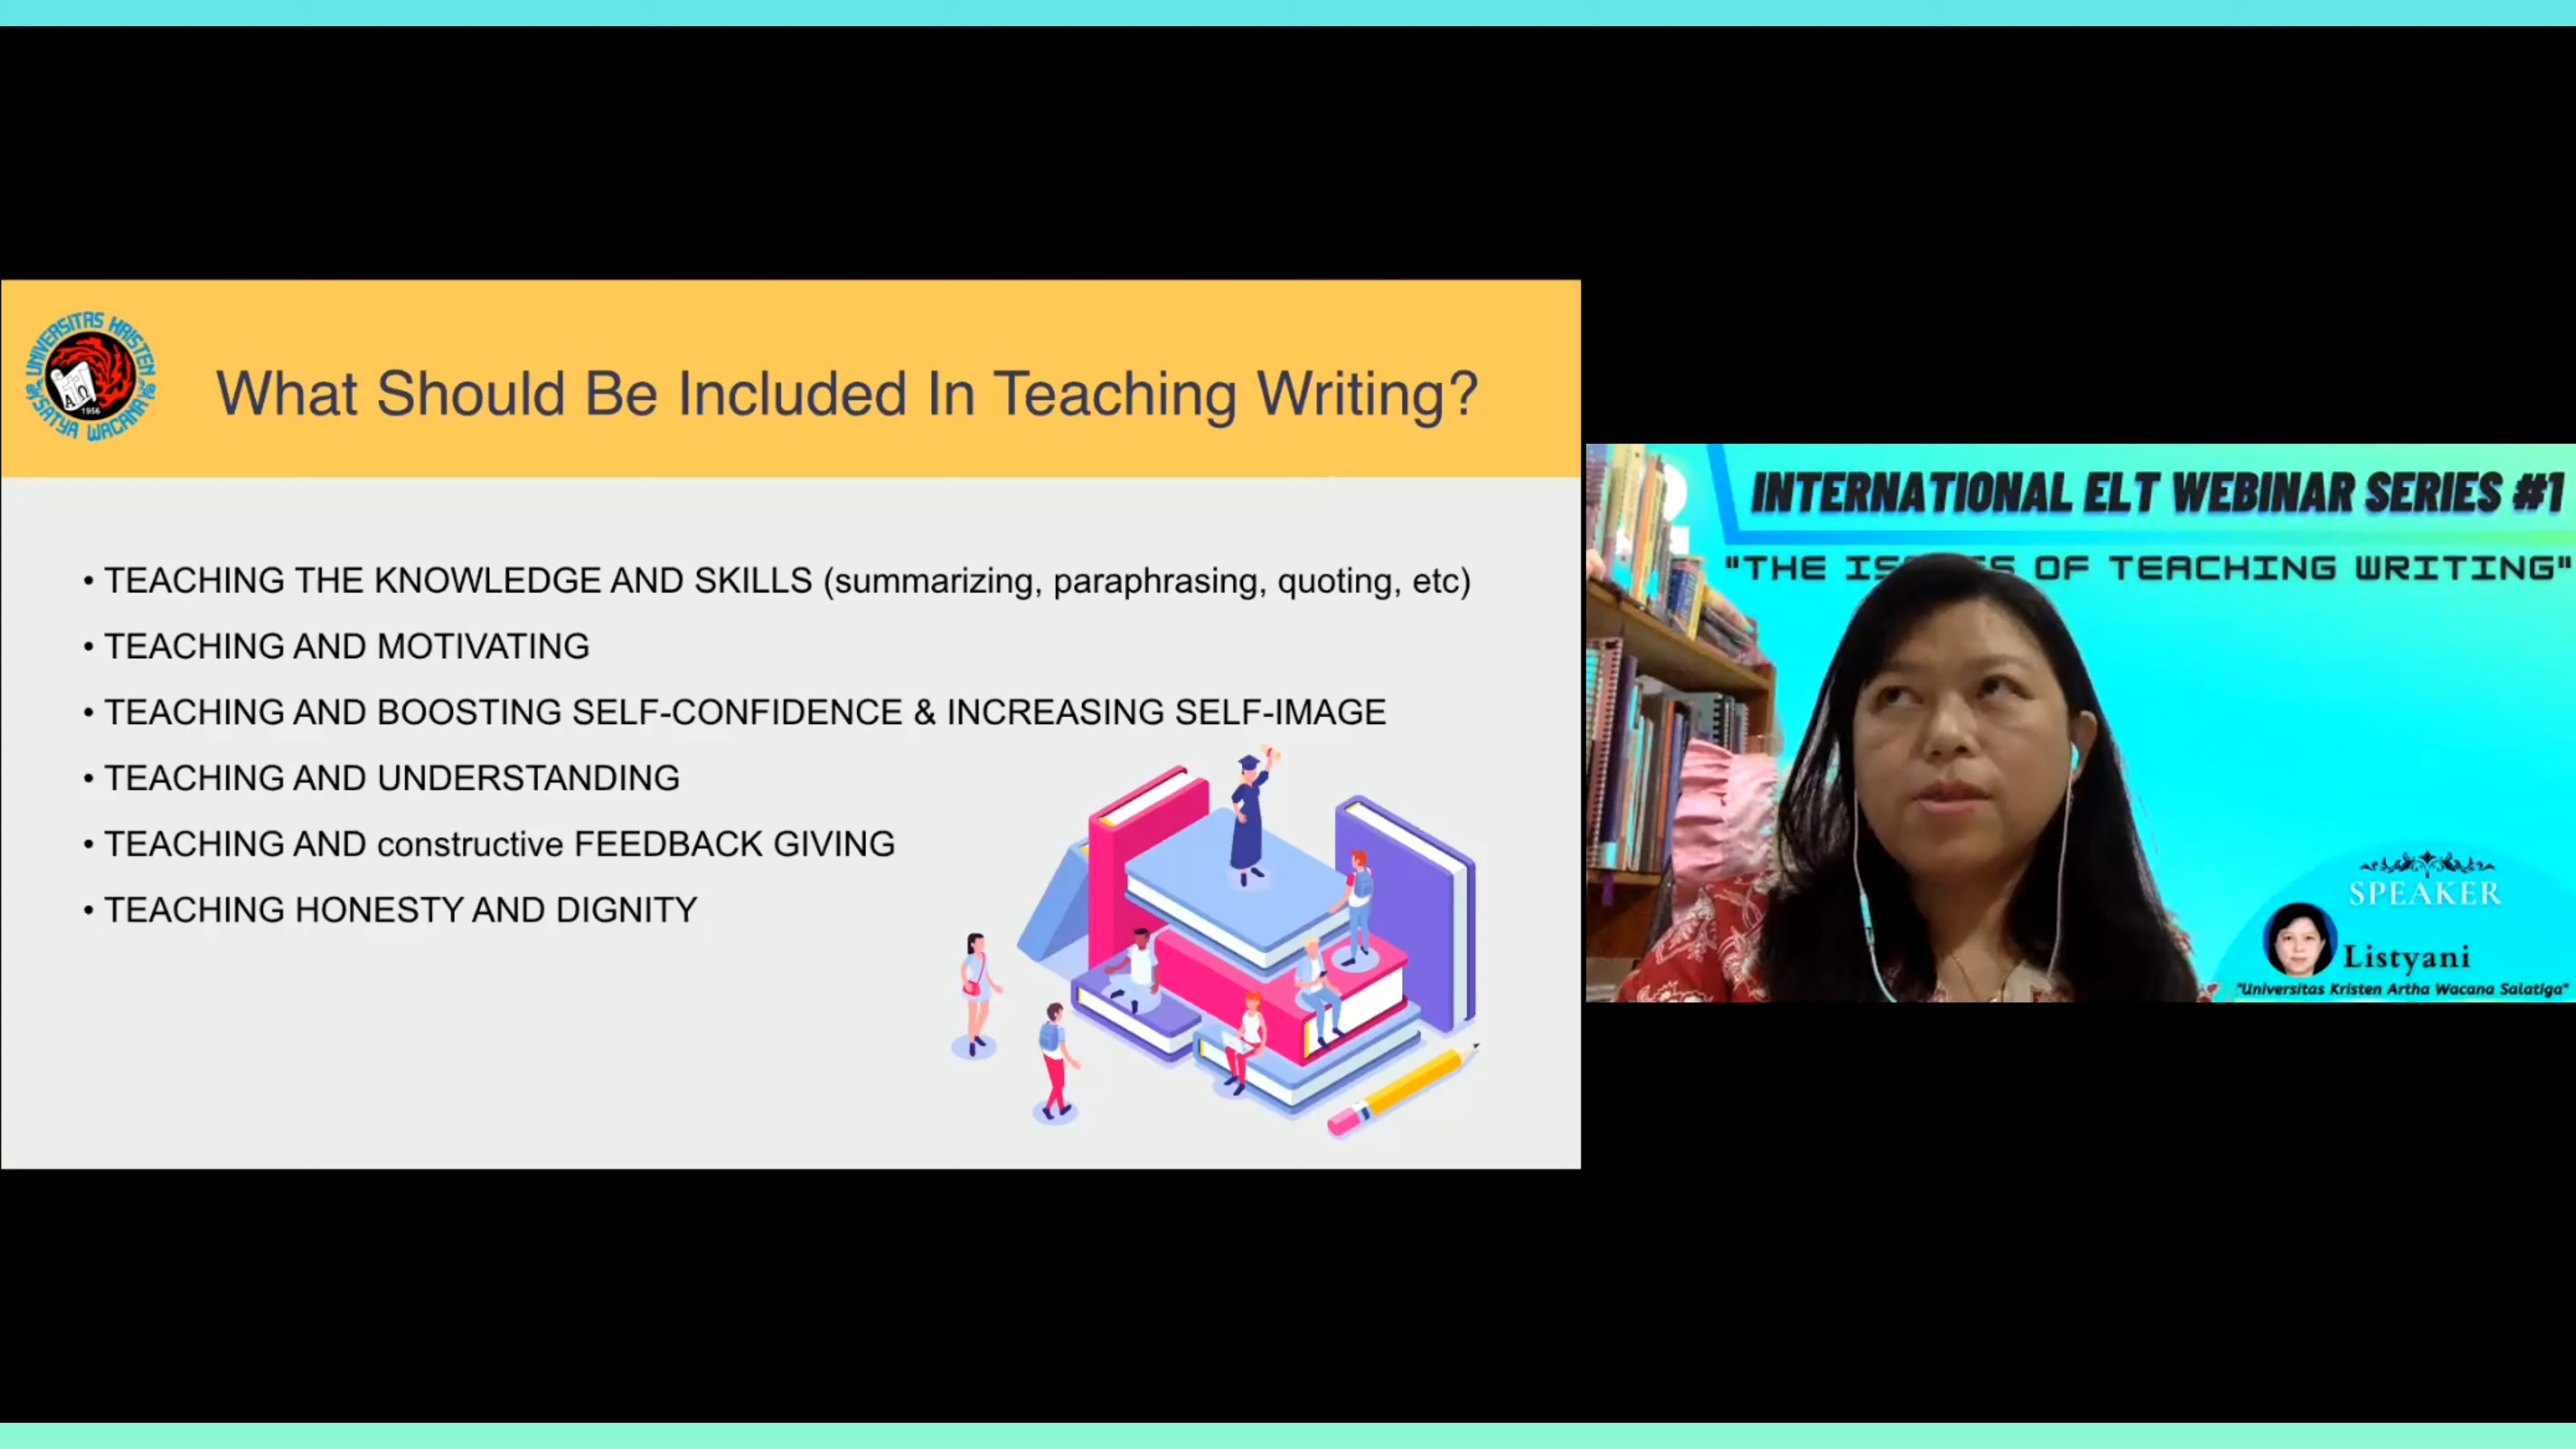 UNIVERSITAS KRISTEN
SATYA WACANA
1956
What Should Be Included In Teaching Writing?
• TEACHING THE KNOWLEDGE AND SKILLS (summarizing, paraphrasing, quoting, etc)
• TEACHING AND MOTIVATING
• TEACHING AND BOOSTING SELF-CONFIDENCE & INCREASING SELF-IMAGE
• TEACHING AND UNDERSTANDING
• TEACHING AND constructive FEEDBACK GIVING
• TEACHING HONESTY AND DIGNITY
INTERNATIONAL ELT WEBINAR SERIES #1
"THE OF TEACHING WRITING"
SPEAKER
Listyani
"Universitas Kristen Artha Wacana Salatiga"